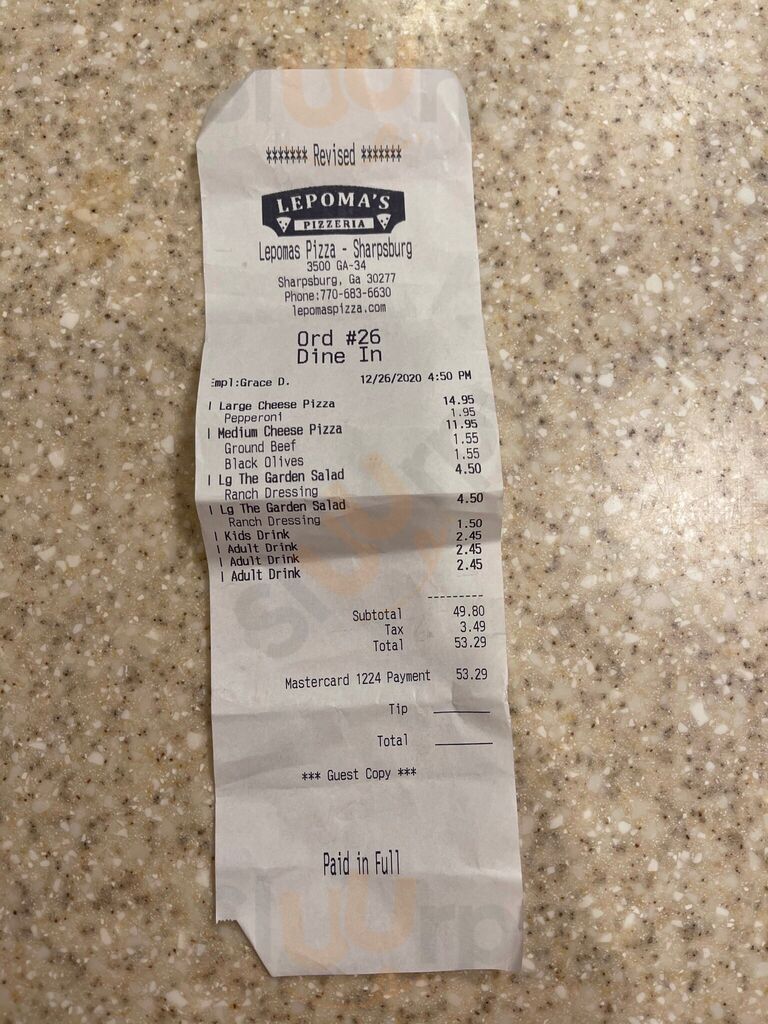 ******* Revised *******
LEPOMA'S
PIZZERIA
Lepomas Pizza - Sharpsburg
3500 GA-34
Sharpsburg, Ga 30277
Phone:770-683-6630
lepomaspizza.com
Ord #26
Dine In
Empl:Grace D. 12/26/2020 4:50 PM
1 Large Cheese Pizza 14.95
Pepperoni 1.95
1 Medium Cheese Pizza 11.95
Ground Beef 1.55
Black Olives 1.55
1 Lg The Garden Salad 4.50
Ranch Dressing
1 Lg The Garden Salad 4.50
Ranch Dressing
1 Kids Drink 1.50
1 Adult Drink 2.45
1 Adult Drink 2.45
1 Adult Drink 2.45
---------
Subtotal 49.80
Tax 3.49
Total 53.29
Mastercard 1224 Payment 53.29
Tip
Total
*** Guest Copy ***
Paid in Full
slurp
slurp
slurp